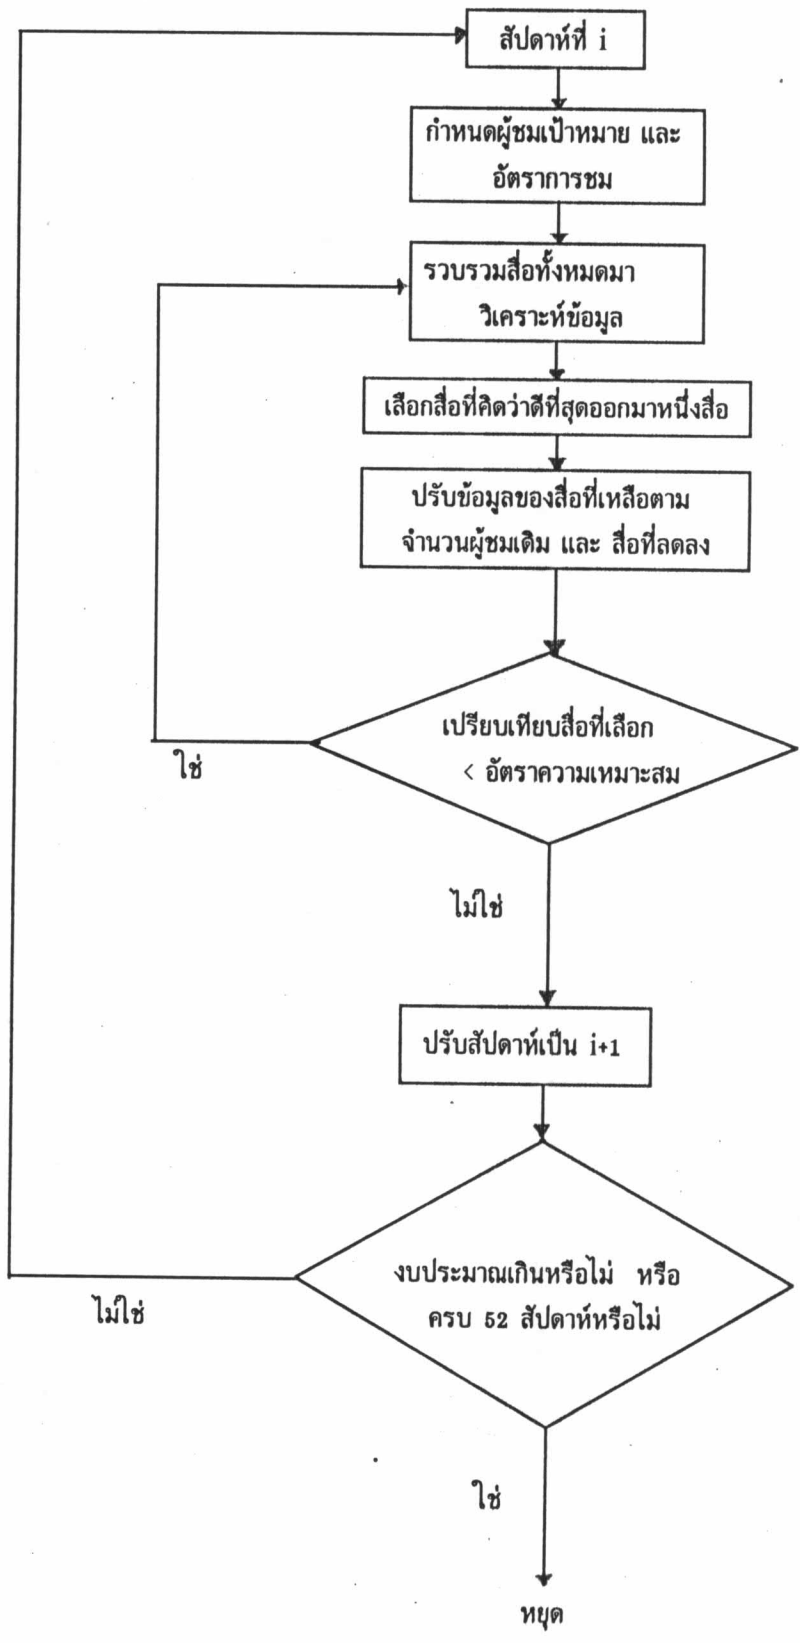 สัปดาห์ที่ i
กำหนดผู้ชมเป้าหมาย และ
อัตราการชม
รวบรวมสื่อทั้งหมดมา
วิเคราะห์ข้อมูล
เลือกสื่อที่คิดว่าดีที่สุดออกมาหนึ่งสื่อ
ปรับข้อมูลของสื่อที่เหลือตาม
จำนวนผู้ชมเดิม และ สื่อที่ลดลง
เปรียบเทียบสื่อที่เลือก
< อัตราความเหมาะสม
ใช่
ไม่ใช่
ปรับสัปดาห์เป็น i+1
งบประมาณเกินหรือไม่ หรือ
ครบ 52 สัปดาห์หรือไม่
ไม่ใช่
ใช่
หยุด